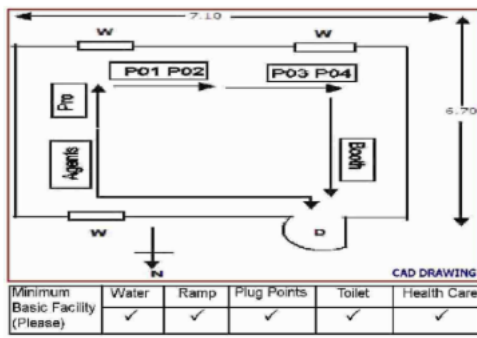 7.10
W W
P01 P02 P03 P04
Pro
6.70
Agents
Booth
W
D
N
CAD DRAWING
Minimum Basic Facility (Please) Water Ramp Plug Points Toilet Health Care
✓ ✓ ✓ ✓ ✓